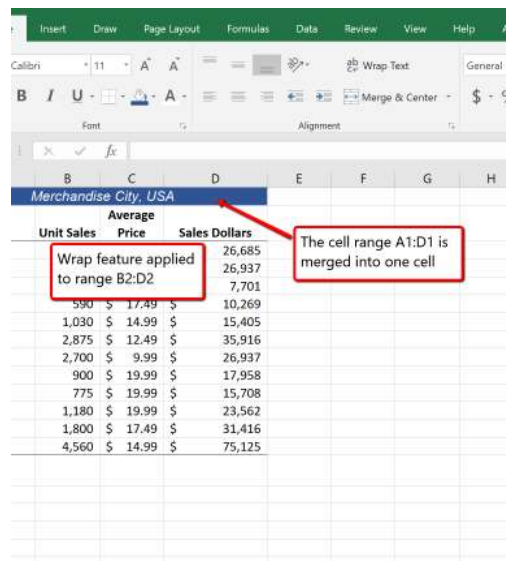 Insert Draw Page Layout Formulas Data Review View Help
Calibri 11 A A ab Wrap Text General
B I U A Merge & Center $
Font Alignment
fx
B C D E F G H
Merchandise City, USA
Average
Unit Sales Price Sales Dollars
26,685
The cell range A1:D1 is
merged into one cell
Wrap feature applied
to range B2:D2
26,937
7,701
590 $ 17.49 $ 10,269
1,030 $ 14.99 $ 15,405
2,875 $ 12.49 $ 35,916
2,700 $ 9.99 $ 26,937
900 $ 19.99 $ 17,958
775 $ 19.99 $ 15,708
1,180 $ 19.99 $ 23,562
1,800 $ 17.49 $ 31,416
4,560 $ 14.99 $ 75,125